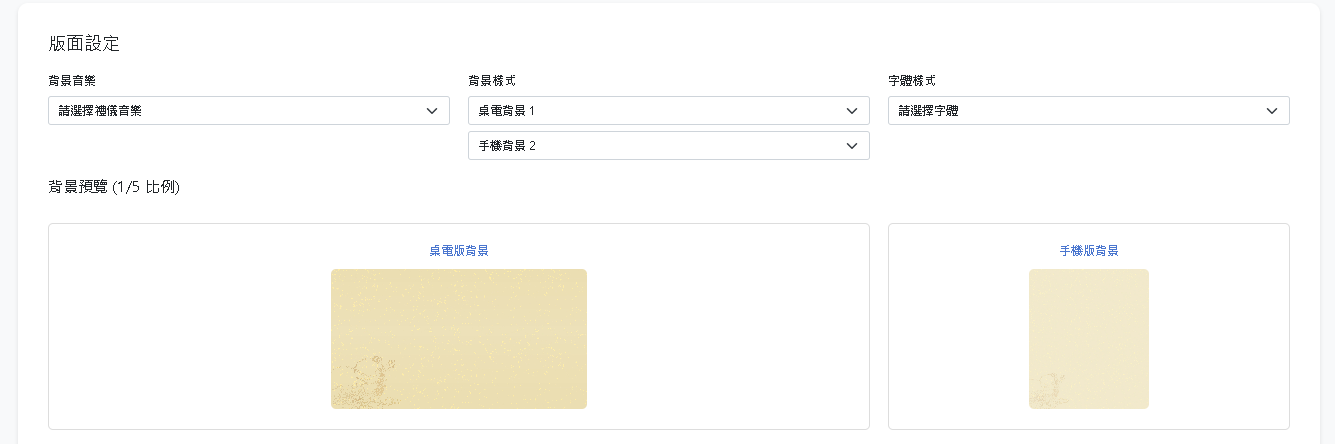 版面設定
背景音樂
背景樣式
字體樣式
請選擇禮儀音樂
桌電背景 1
請選擇字體
手機背景 2
背景預覽 (1/5 比例)
桌電版背景
手機版背景